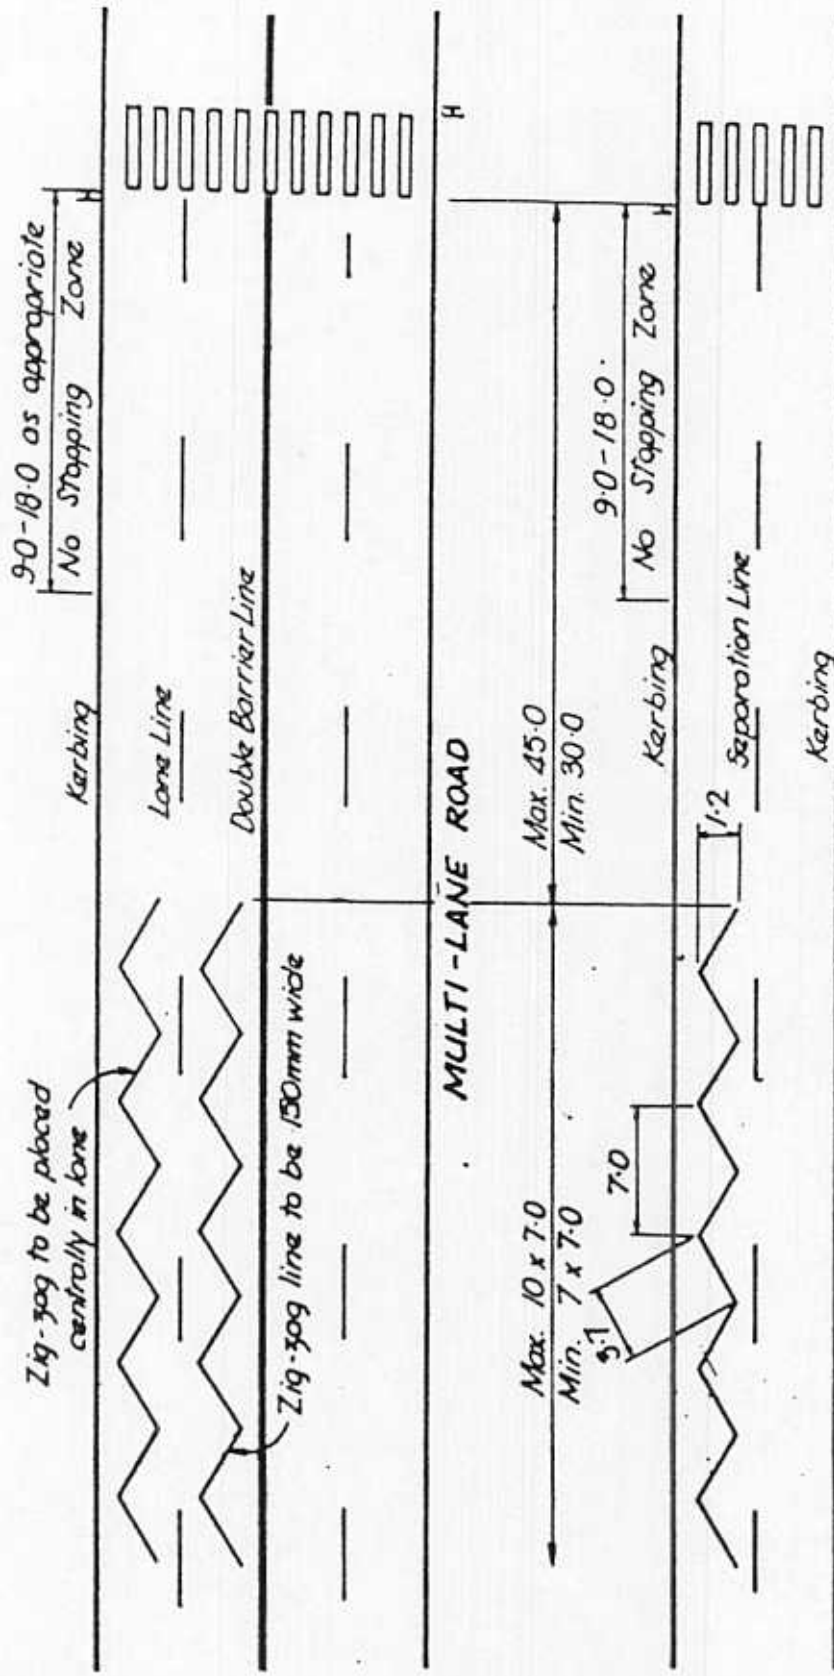 9·0-18·0 as appropriate
No Stopping Zone
Kerbing
Lane Line
Double Barrier Line
Zig-zag to be placed
centrally in lane
Zig-zag line to be 150mm wide
H
H
MULTI-LANE ROAD
Max. 45.0
Min. 30.0
Max. 10 x 7.0
Min. 7 x 7.0
9·0-18·0
No Stopping Zone
H
Kerbing
Separation Line
1·2
7·0
3·7
Kerbing